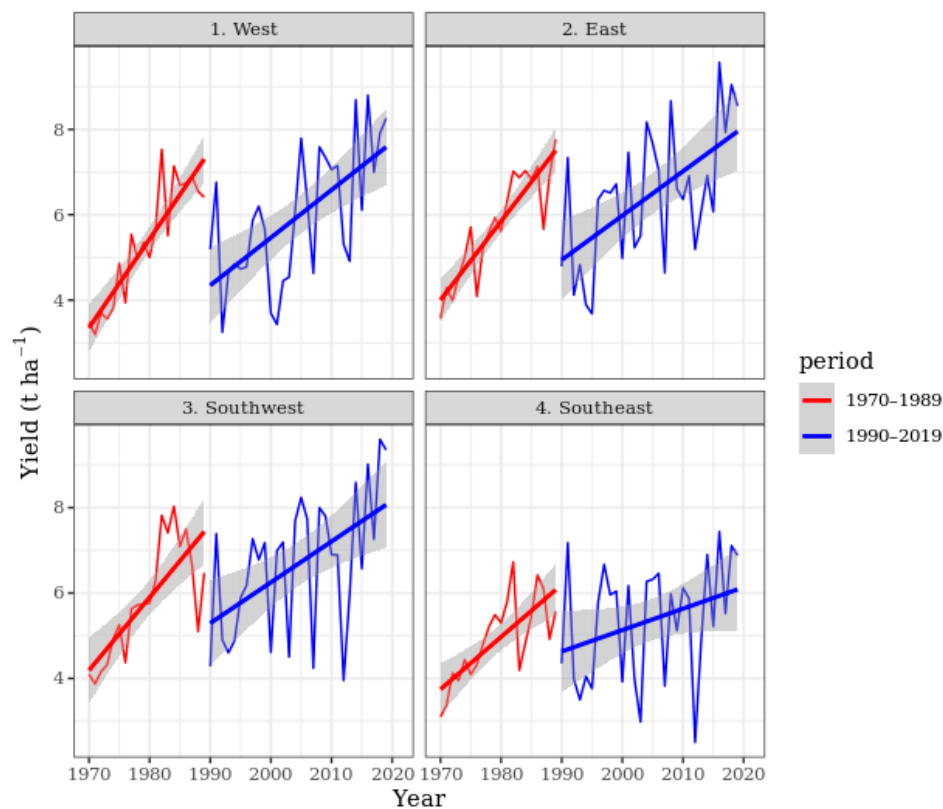 1. West
2. East
8
6
4
3. Southwest
4. Southeast
8
6
4
1970 1980 1990 2000 2010 2020 1970 1980 1990 2000 2010 2020
Year
Yield (t ha⁻¹)
period
1970–1989
1990–2019